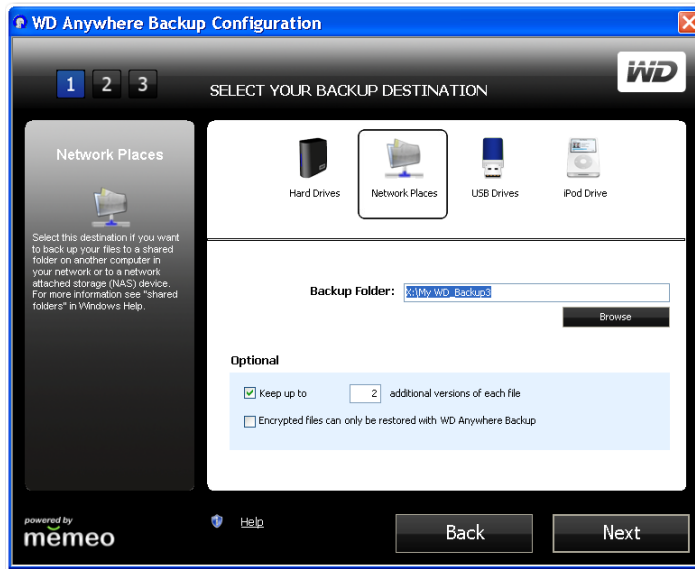 WD Anywhere Backup Configuration
1 2 3
SELECT YOUR BACKUP DESTINATION
WD
Network Places
Select this destination if you want
to back up your files to a shared
folder on another computer in
your network or to a network
attached storage (NAS) device.
For more information see "shared
folders" in Windows Help.
Hard Drives
Network Places
USB Drives
iPod Drive
Backup Folder: X:\My WD_Backup3
Browse
Optional
Keep up to 2 additional versions of each file
Encrypted files can only be restored with WD Anywhere Backup
powered by
memeo
Help
Back
Next